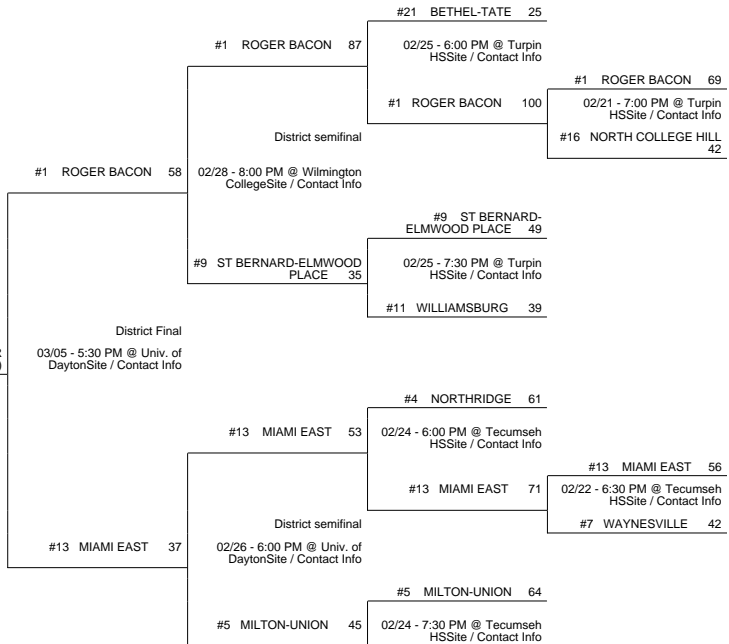 #21 BETHEL-TATE 25
#1 ROGER BACON 87
02/25 - 6:00 PM @ Turpin
HSSite / Contact Info
#1 ROGER BACON 69
#1 ROGER BACON 100
02/21 - 7:00 PM @ Turpin
HSSite / Contact Info
District semifinal
#16 NORTH COLLEGE HILL
42
#1 ROGER BACON 58
02/28 - 8:00 PM @ Wilmington
CollegeSite / Contact Info
#9 ST BERNARD-
ELMWOOD PLACE 49
#9 ST BERNARD-ELMWOOD
PLACE 35
02/25 - 7:30 PM @ Turpin
HSSite / Contact Info
#11 WILLIAMSBURG 39
District Final
03/05 - 5:30 PM @ Univ. of
DaytonSite / Contact Info
#4 NORTHRIDGE 61
#13 MIAMI EAST 53
02/24 - 6:00 PM @ Tecumseh
HSSite / Contact Info
#13 MIAMI EAST 56
#13 MIAMI EAST 71
02/22 - 6:30 PM @ Tecumseh
HSSite / Contact Info
District semifinal
#7 WAYNESVILLE 42
#13 MIAMI EAST 37
02/26 - 6:00 PM @ Univ. of
DaytonSite / Contact Info
#5 MILTON-UNION 64
#5 MILTON-UNION 45
02/24 - 7:30 PM @ Tecumseh
HSSite / Contact Info